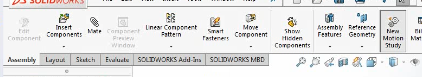 SOLIDWORKS
Edit Component
Insert Components
Mate
Component Preview Window
Linear Component Pattern
Smart Fasteners
Move Component
Show Hidden Components
Assembly Features
Reference Geometry
New Motion Study
Assembly Layout Sketch Evaluate SOLIDWORKS Add-Ins SOLIDWORKS MBD